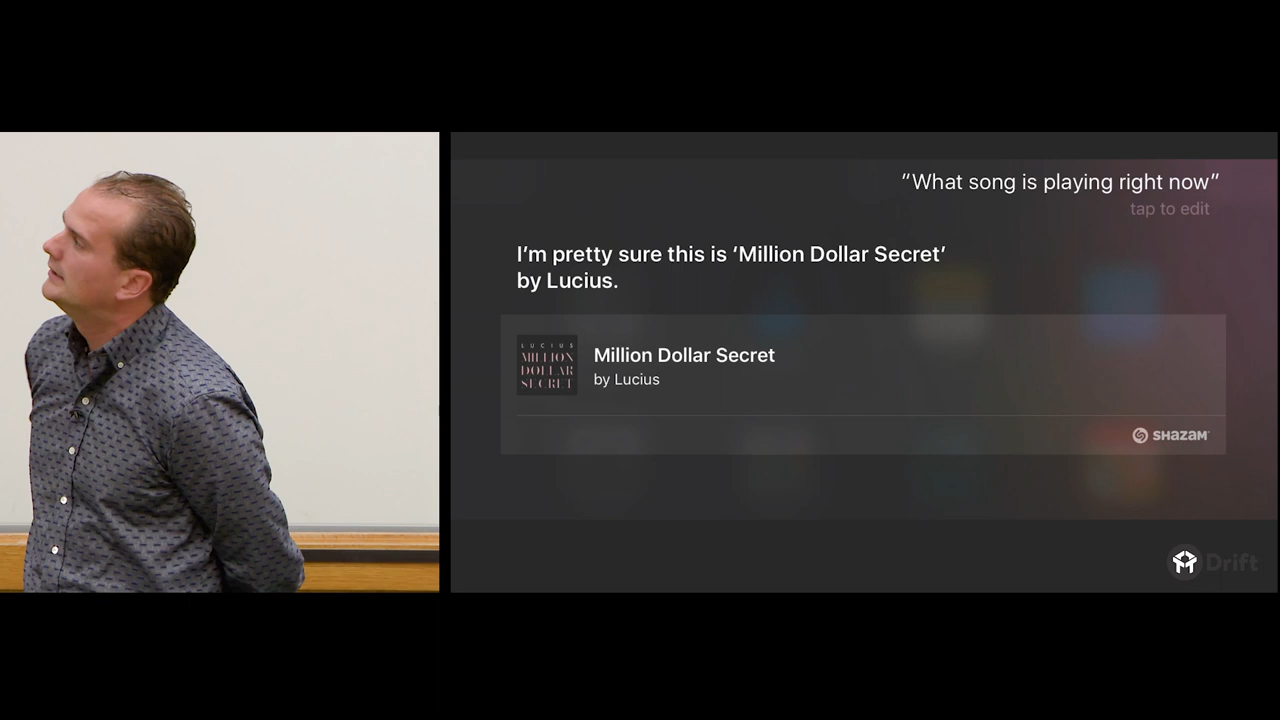 “What song is playing right now”
tap to edit
I'm pretty sure this is ‘Million Dollar Secret’
by Lucius.
LUCIUS
MILLION
DOLLAR
SECRET
Million Dollar Secret
by Lucius
SHAZAM
Drift